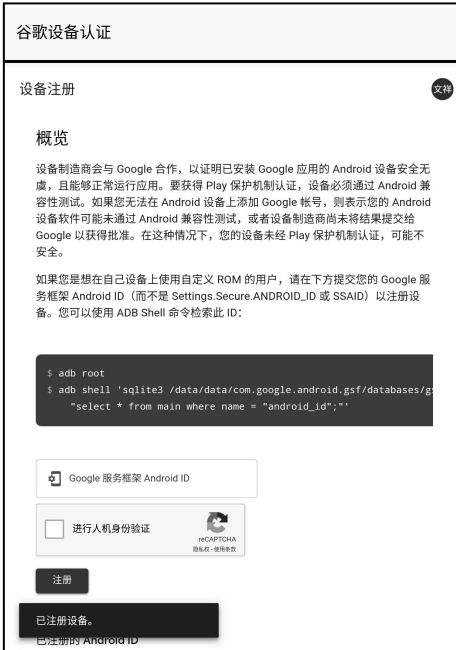 谷歌设备认证
设备注册
文祥
概览
设备制造商会与 Google 合作，以证明已安装 Google 应用的 Android 设备安全无
虞，且能够正常运行应用。要获得 Play 保护机制认证，设备必须通过 Android 兼
容性测试。如果您无法在 Android 设备上添加 Google 帐号，则表示您的 Android
设备软件可能未通过 Android 兼容性测试，或者设备制造商尚未将结果提交给
Google 以获得批准。在这种情况下，您的设备未经 Play 保护机制认证，可能不
安全。
如果您是想在自己设备上使用自定义 ROM 的用户，请在下方提交您的 Google 服
务框架 Android ID（而不是 Settings.Secure.ANDROID_ID 或 SSAID）以注册设
备。您可以使用 ADB Shell 命令检索此 ID：
$ adb root
$ adb shell 'sqlite3 /data/data/com.google.android.gsf/databases/gs
"select * from main where name = "android_id";"'
Google 服务框架 Android ID
进行人机身份验证
reCAPTCHA
隐私权 - 使用条款
注册
已注册设备。
已注册的 Android ID